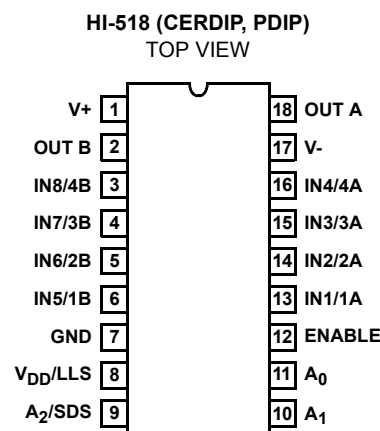 HI-518 (CERDIP, PDIP)
TOP VIEW
V+ 1 18 OUT A
OUT B 2 17 V-
IN8/4B 3 16 IN4/4A
IN7/3B 4 15 IN3/3A
IN6/2B 5 14 IN2/2A
IN5/1B 6 13 IN1/1A
GND 7 12 ENABLE
VDD/LLS 8 11 A0
A2/SDS 9 10 A1